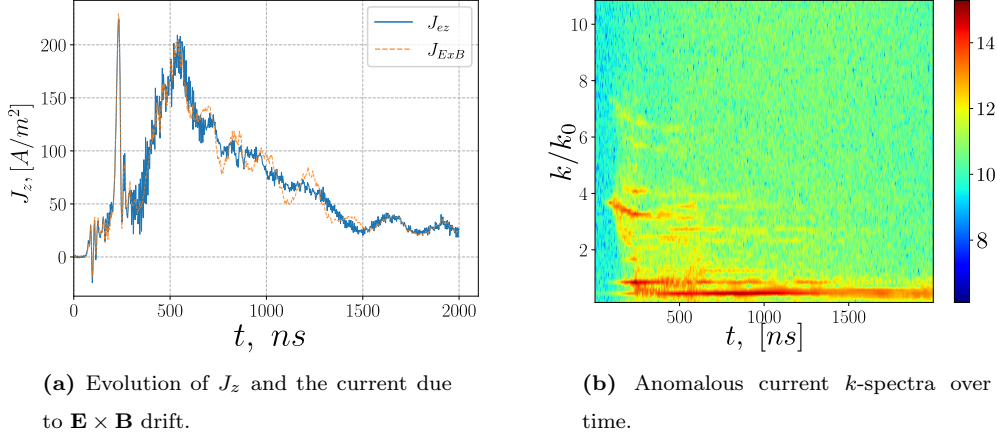 J_{ez}
J_{ExB}
J_z, [A/m^2]
200
150
100
50
0
0
500
1000
1500
2000
t, ns
k/k_0
10
8
6
4
2
500
1000
1500
t, [ns]
14
12
10
8
(a) Evolution of J_z and the current due
to E × B drift.
(b) Anomalous current k-spectra over
time.